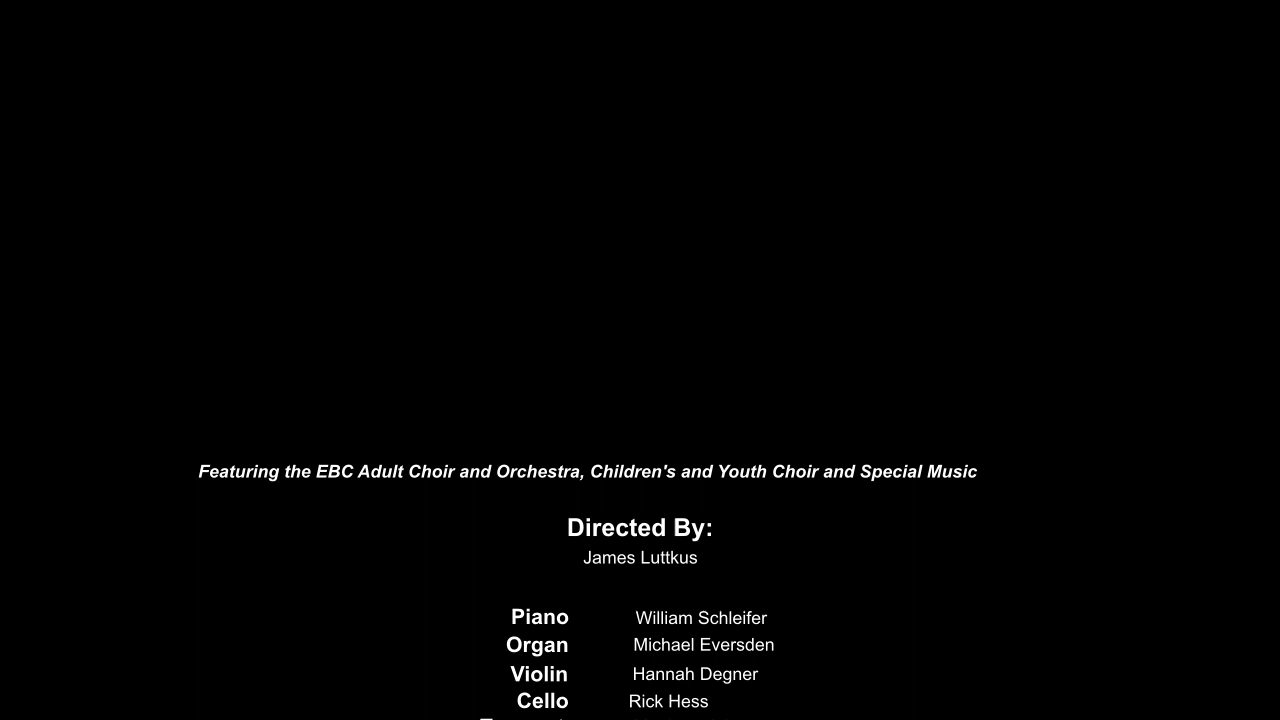 Featuring the EBC Adult Choir and Orchestra, Children's and Youth Choir and Special Music
Directed By:
James Luttkus
Piano William Schleifer
Organ Michael Eversden
Violin Hannah Degner
Cello Rick Hess